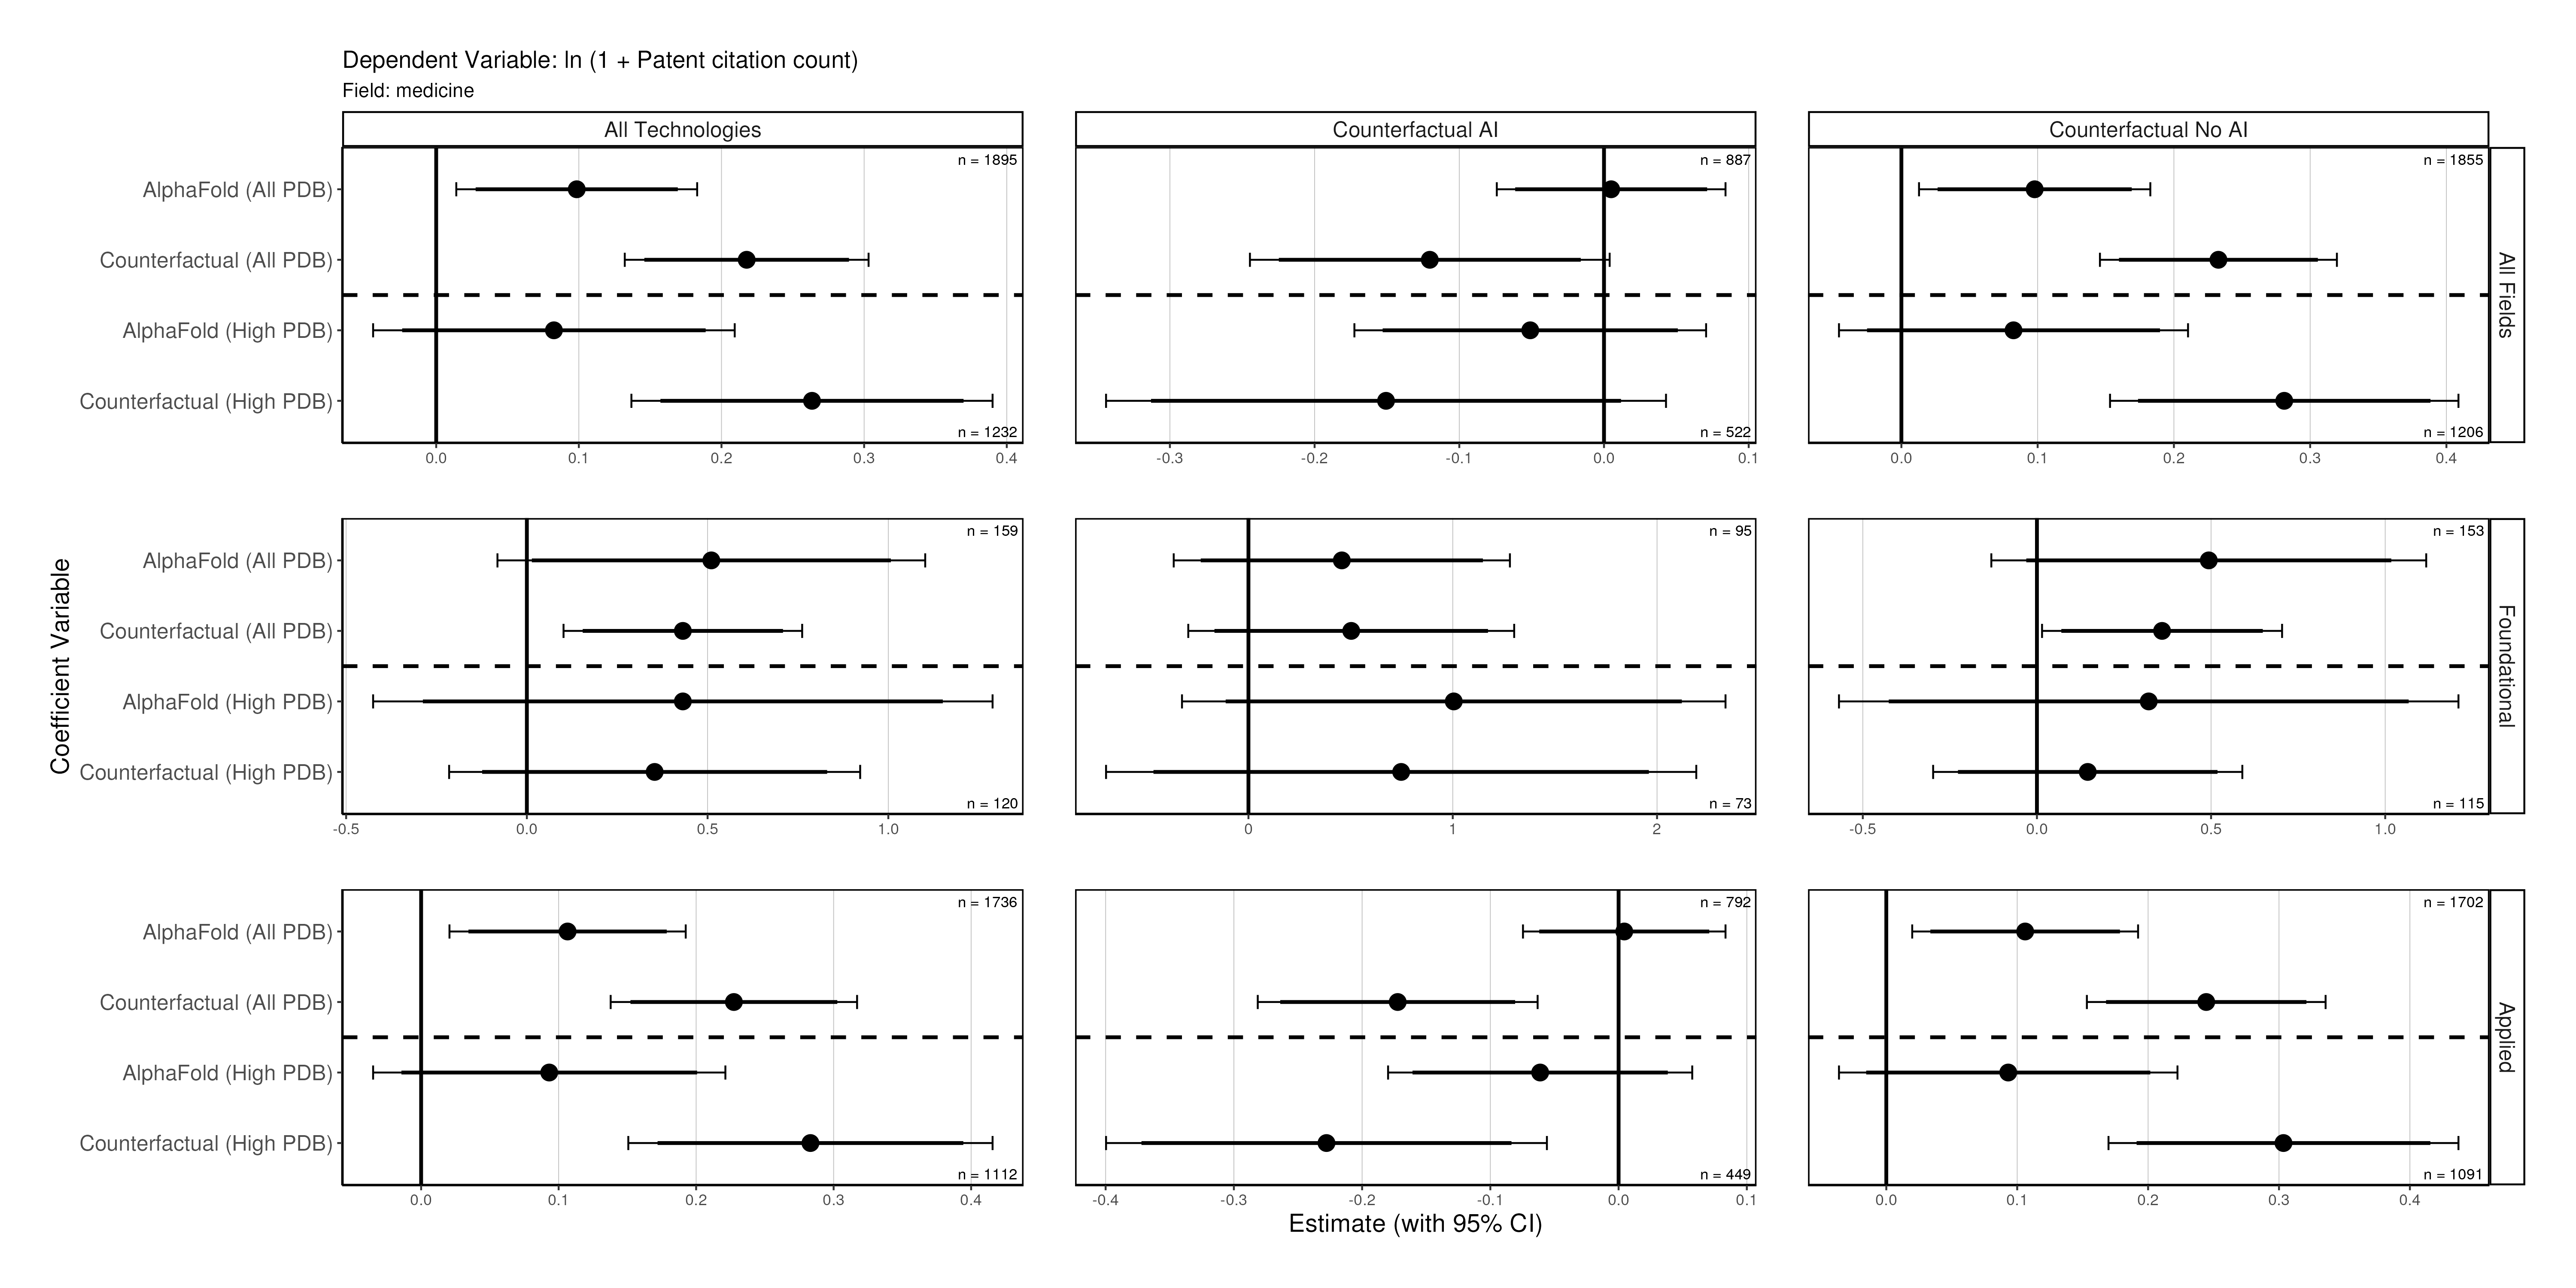 Dependent Variable: ln (1 + Patent citation count)
Field: medicine
All Technologies
Counterfactual AI
Counterfactual No AI
Coefficient Variable
AlphaFold (All PDB)
Counterfactual (All PDB)
AlphaFold (High PDB)
Counterfactual (High PDB)
n = 1895
n = 1232
0.0 0.1 0.2 0.3 0.4
n = 887
n = 522
-0.3 -0.2 -0.1 0.0 0.1
n = 1855
n = 1206
0.0 0.1 0.2 0.3 0.4
All Fields
AlphaFold (All PDB)
Counterfactual (All PDB)
AlphaFold (High PDB)
Counterfactual (High PDB)
n = 159
n = 120
-0.5 0.0 0.5 1.0
n = 95
n = 73
0 1 2
n = 153
n = 115
-0.5 0.0 0.5 1.0
Foundational
AlphaFold (All PDB)
Counterfactual (All PDB)
AlphaFold (High PDB)
Counterfactual (High PDB)
n = 1736
n = 1112
0.0 0.1 0.2 0.3 0.4
n = 792
n = 449
-0.4 -0.3 -0.2 -0.1 0.0 0.1
n = 1702
n = 1091
0.0 0.1 0.2 0.3 0.4
Applied
Estimate (with 95% CI)